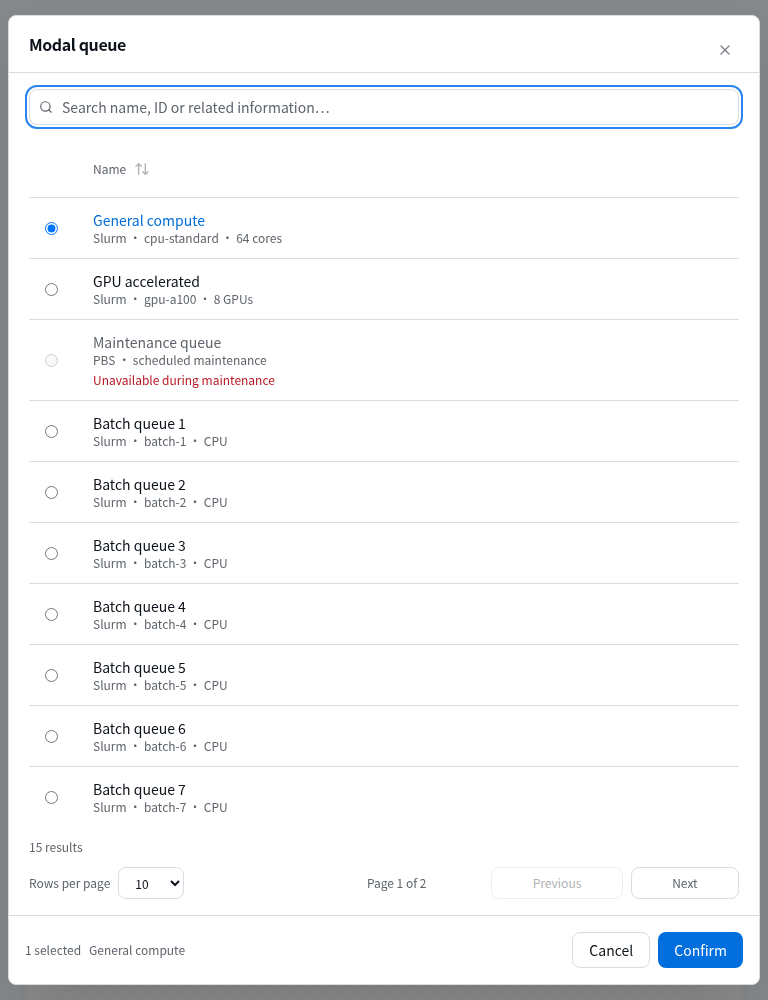 Modal queue
Search name, ID or related information…
Name
General compute
Slurm • cpu-standard • 64 cores
GPU accelerated
Slurm • gpu-a100 • 8 GPUs
Maintenance queue
PBS • scheduled maintenance
Unavailable during maintenance
Batch queue 1
Slurm • batch-1 • CPU
Batch queue 2
Slurm • batch-2 • CPU
Batch queue 3
Slurm • batch-3 • CPU
Batch queue 4
Slurm • batch-4 • CPU
Batch queue 5
Slurm • batch-5 • CPU
Batch queue 6
Slurm • batch-6 • CPU
Batch queue 7
Slurm • batch-7 • CPU
15 results
Rows per page 10 Page 1 of 2 Previous Next
1 selected General compute Cancel Confirm